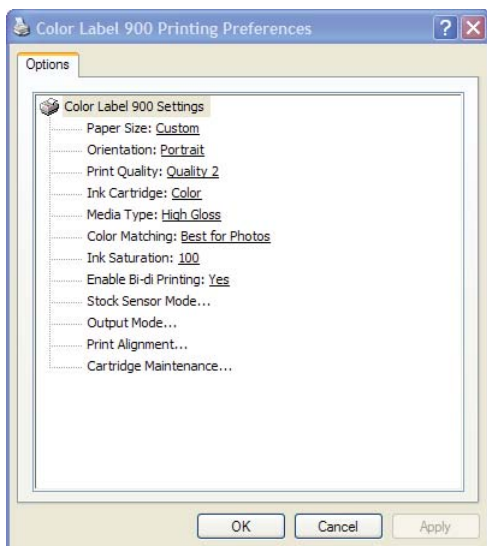 Color Label 900 Printing Preferences
Options
Color Label 900 Settings
Paper Size: Custom
Orientation: Portrait
Print Quality: Quality 2
Ink Cartridge: Color
Media Type: High Gloss
Color Matching: Best for Photos
Ink Saturation: 100
Enable Bi-di Printing: Yes
Stock Sensor Mode...
Output Mode...
Print Alignment...
Cartridge Maintenance...
OK Cancel Apply